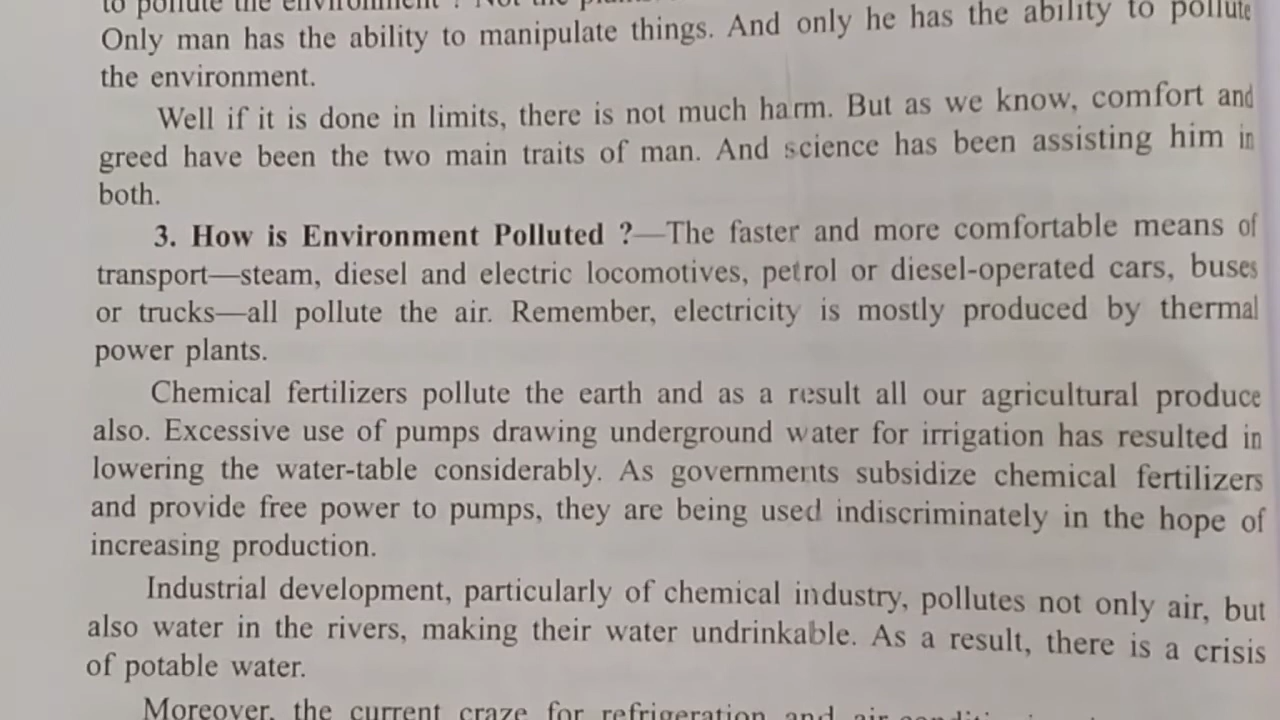 to pollute the environment ? Not the
Only man has the ability to manipulate things. And only he has the ability to pollute
the environment.
Well if it is done in limits, there is not much harm. But as we know, comfort and
greed have been the two main traits of man. And science has been assisting him in
both.
3. How is Environment Polluted ?—The faster and more comfortable means of
transport—steam, diesel and electric locomotives, petrol or diesel-operated cars, buses
or trucks—all pollute the air. Remember, electricity is mostly produced by thermal
power plants.
Chemical fertilizers pollute the earth and as a result all our agricultural produce
also. Excessive use of pumps drawing underground water for irrigation has resulted in
lowering the water-table considerably. As governments subsidize chemical fertilizers
and provide free power to pumps, they are being used indiscriminately in the hope of
increasing production.
Industrial development, particularly of chemical industry, pollutes not only air, but
also water in the rivers, making their water undrinkable. As a result, there is a crisis
of potable water.
Moreover, the current craze for refrigeration and